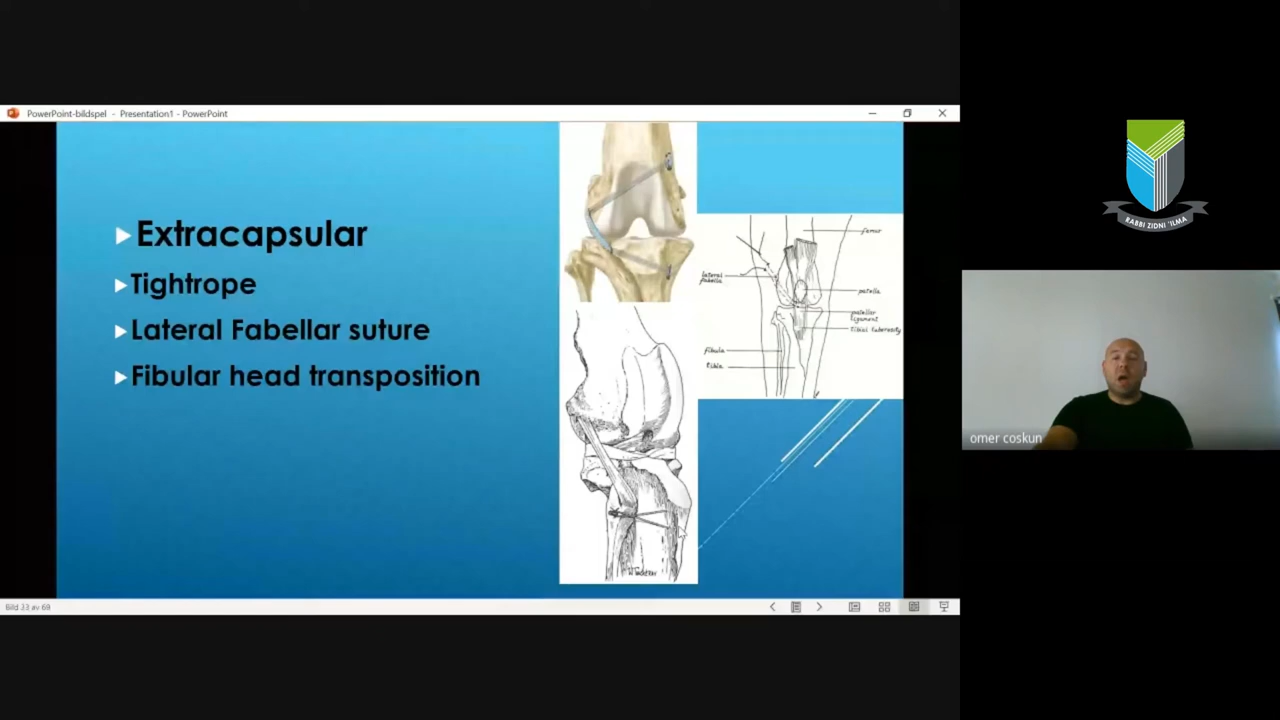 PowerPoint-bildspel - Presentation1 - PowerPoint
Extracapsular
Tightrope
Lateral Fabellar suture
Fibular head transposition
femur
lateral
fabella
patella
patellar
ligament
tibial tuberosity
fibula
tibia
Bild 33 av 69
RABBI ZIDNI 'ILMA
omer coskun